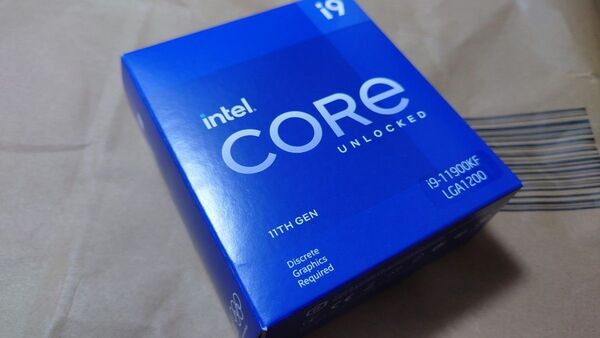 i9
intel.
CORE
UNLOCKED
i9-11900KF
LGA1200
11TH GEN
Discrete
Graphics
Required